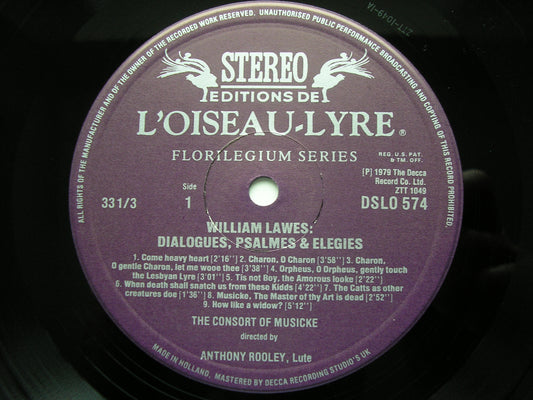 ALL RIGHTS OF THE MANUFACTURER AND OF THE OWNER OF THE RECORDED WORK RESERVED. UNAUTHORISED PUBLIC PERFORMANCE BROADCASTING AND COPYING OF THIS RECORD PROHIBITED.
STEREO
EDITIONS DE
L'OISEAU-LYRE ®
FLORILEGIUM SERIES
REG. U.S. PAT.
& TM. OFF.
[P] 1979 The Decca
Record Co. Ltd.
ZTT 1049
Side
33 1/3 1 DSLO 574
WILLIAM LAWES:
DIALOGUES, PSALMES & ELEGIES
1. Come heavy heart [2'16"] 2. Charon, O Charon [3'58"] 3. Charon,
O gentle Charon, let me wooe thee [3'38"] 4. Orpheus, O Orpheus, gently touch
the Lesbyan Lyre [3'01"] 5. Tis not Boy, the Amorous looke [2'22"]
6. When death shall snatch us from these Kidds [4'22"] 7. The Catts as other
creatures doe [1'36"] 8. Musicke, The Master of thy Art is dead [2'52"]
9. How like a widow? [5'12"]
THE CONSORT OF MUSICKE
directed by
ANTHONY ROOLEY, Lute
MADE IN HOLLAND, MASTERED BY DECCA RECORDING STUDIO'S UK
ZTT-1049-1A